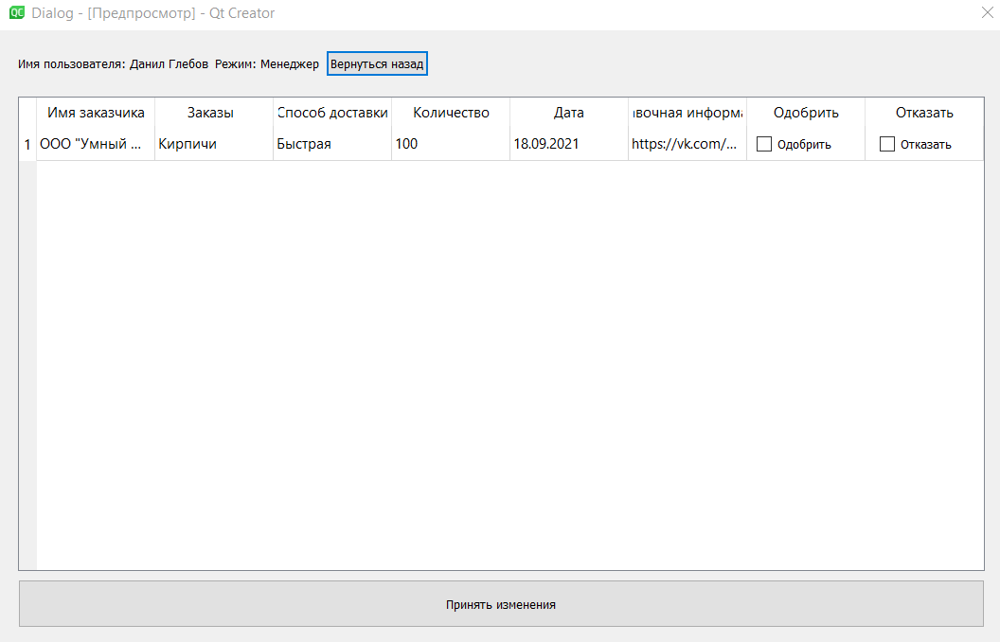 QC Dialog - [Предпросмотр] - Qt Creator
Имя пользователя: Данил Глебов Режим: Менеджер Вернуться назад
Имя заказчика Заказы Способ доставки Количество Дата авочная информа Одобрить Отказать
1 ООО "Умный ... Кирпичи Быстрая 100 18.09.2021 https://vk.com/... Одобрить Отказать
Принять изменения